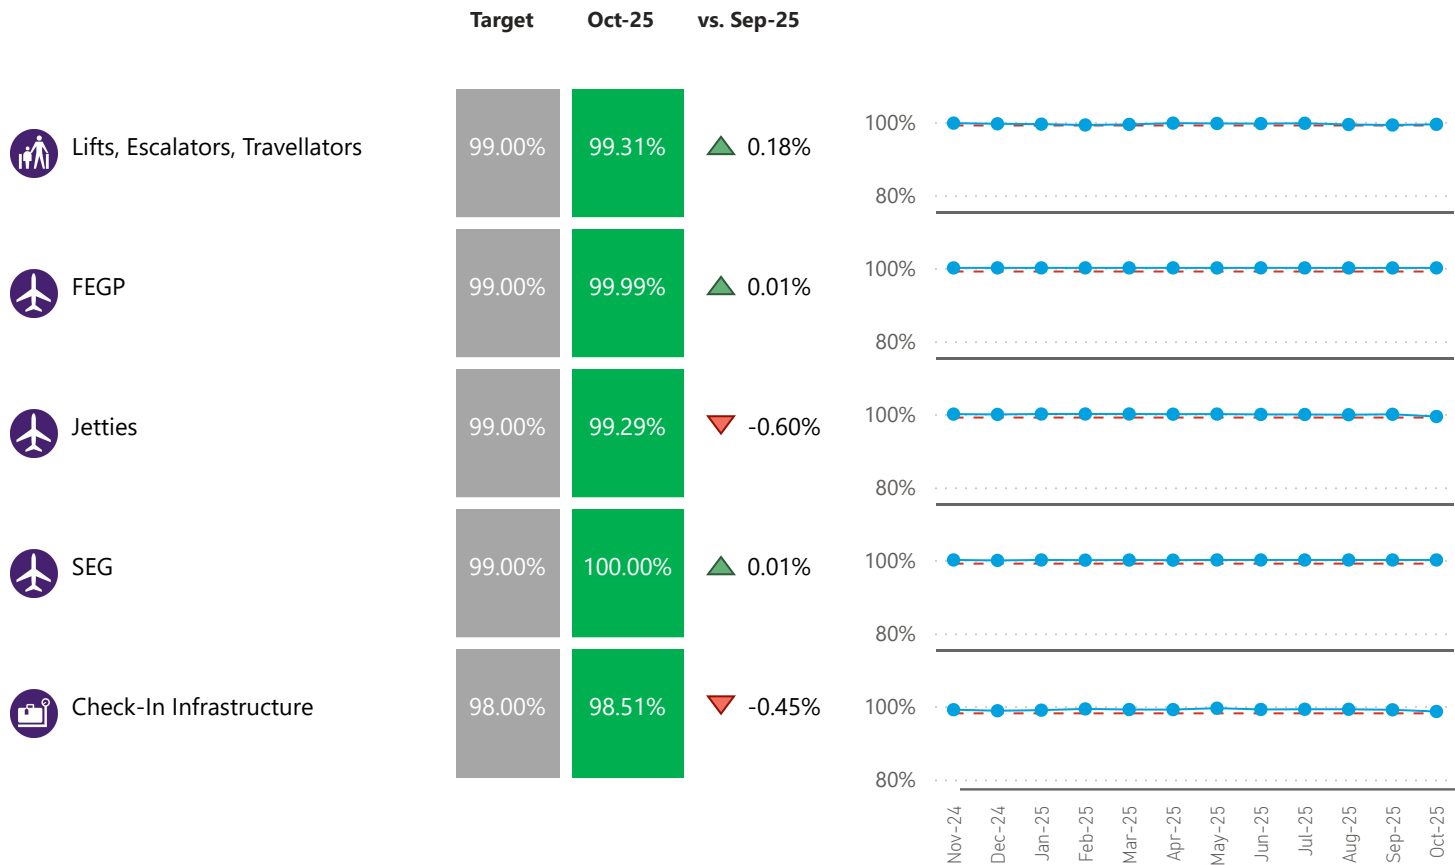 Target Oct-25 vs. Sep-25
Lifts, Escalators, Travellators 99.00% 99.31% 0.18%
100%
80%
FEGP 99.00% 99.99% 0.01%
100%
80%
Jetties 99.00% 99.29% -0.60%
100%
80%
SEG 99.00% 100.00% 0.01%
100%
80%
Check-In Infrastructure 98.00% 98.51% -0.45%
100%
80%
Nov-24 Dec-24 Jan-25 Feb-25 Mar-25 Apr-25 May-25 Jun-25 Jul-25 Aug-25 Sep-25 Oct-25